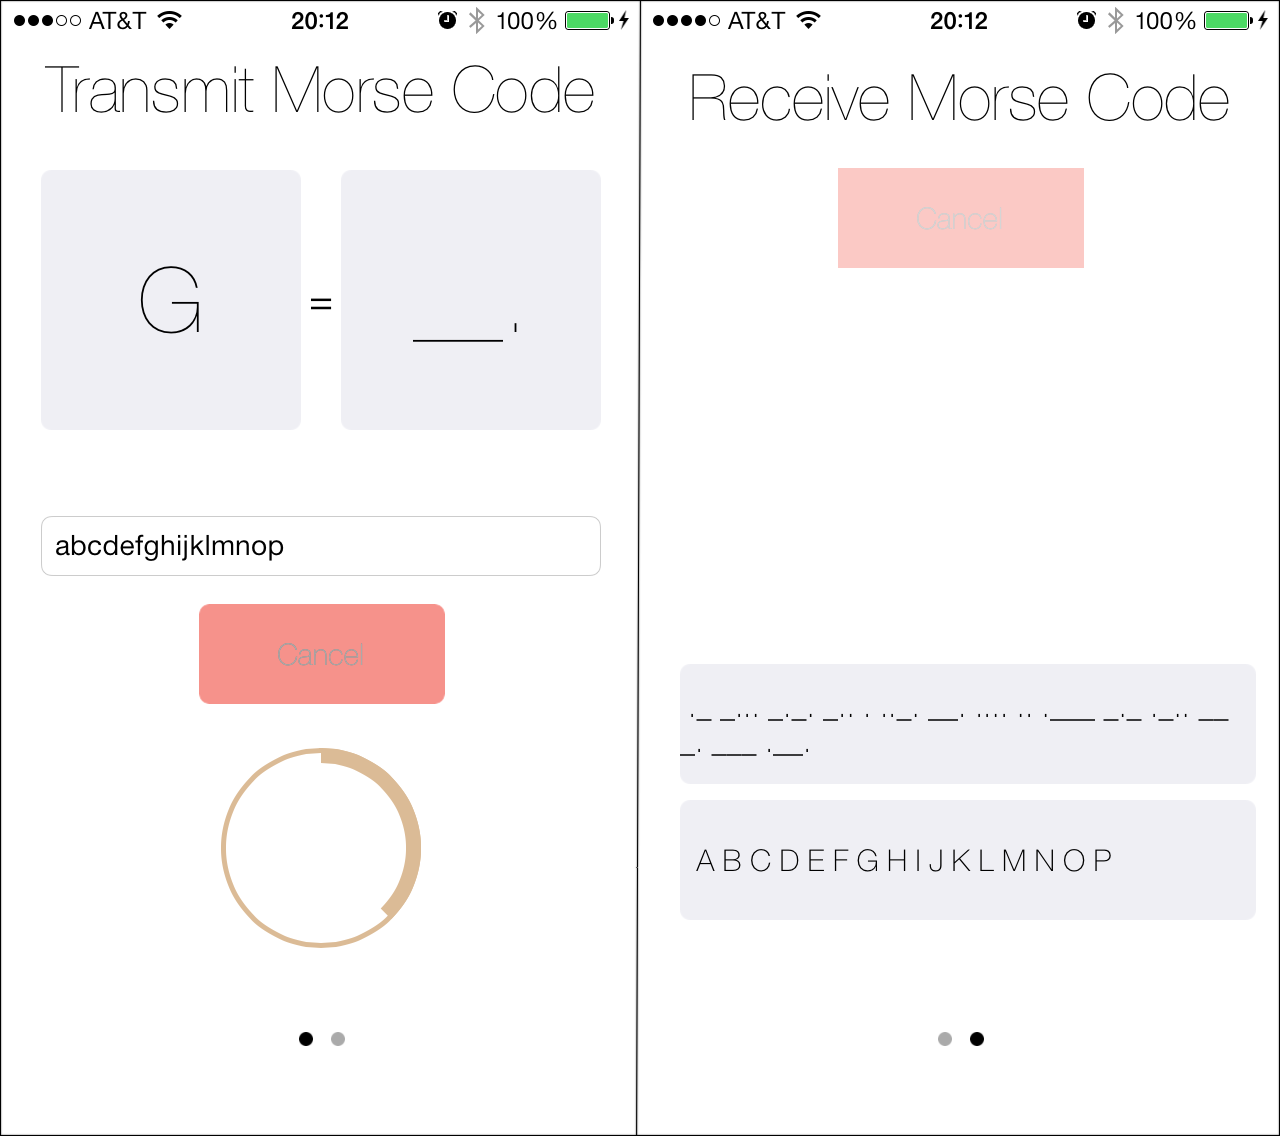 AT&T 20:12 100%
Transmit Morse Code
G = __ '
abcdefghijklmnop
Cancel
AT&T 20:12 100%
Receive Morse Code
Cancel
'_ _''' _'_' _'' ' ''_' __' '''' '' '___ _'_ '_'' __
_' ___ '__'
A B C D E F G H I J K L M N O P